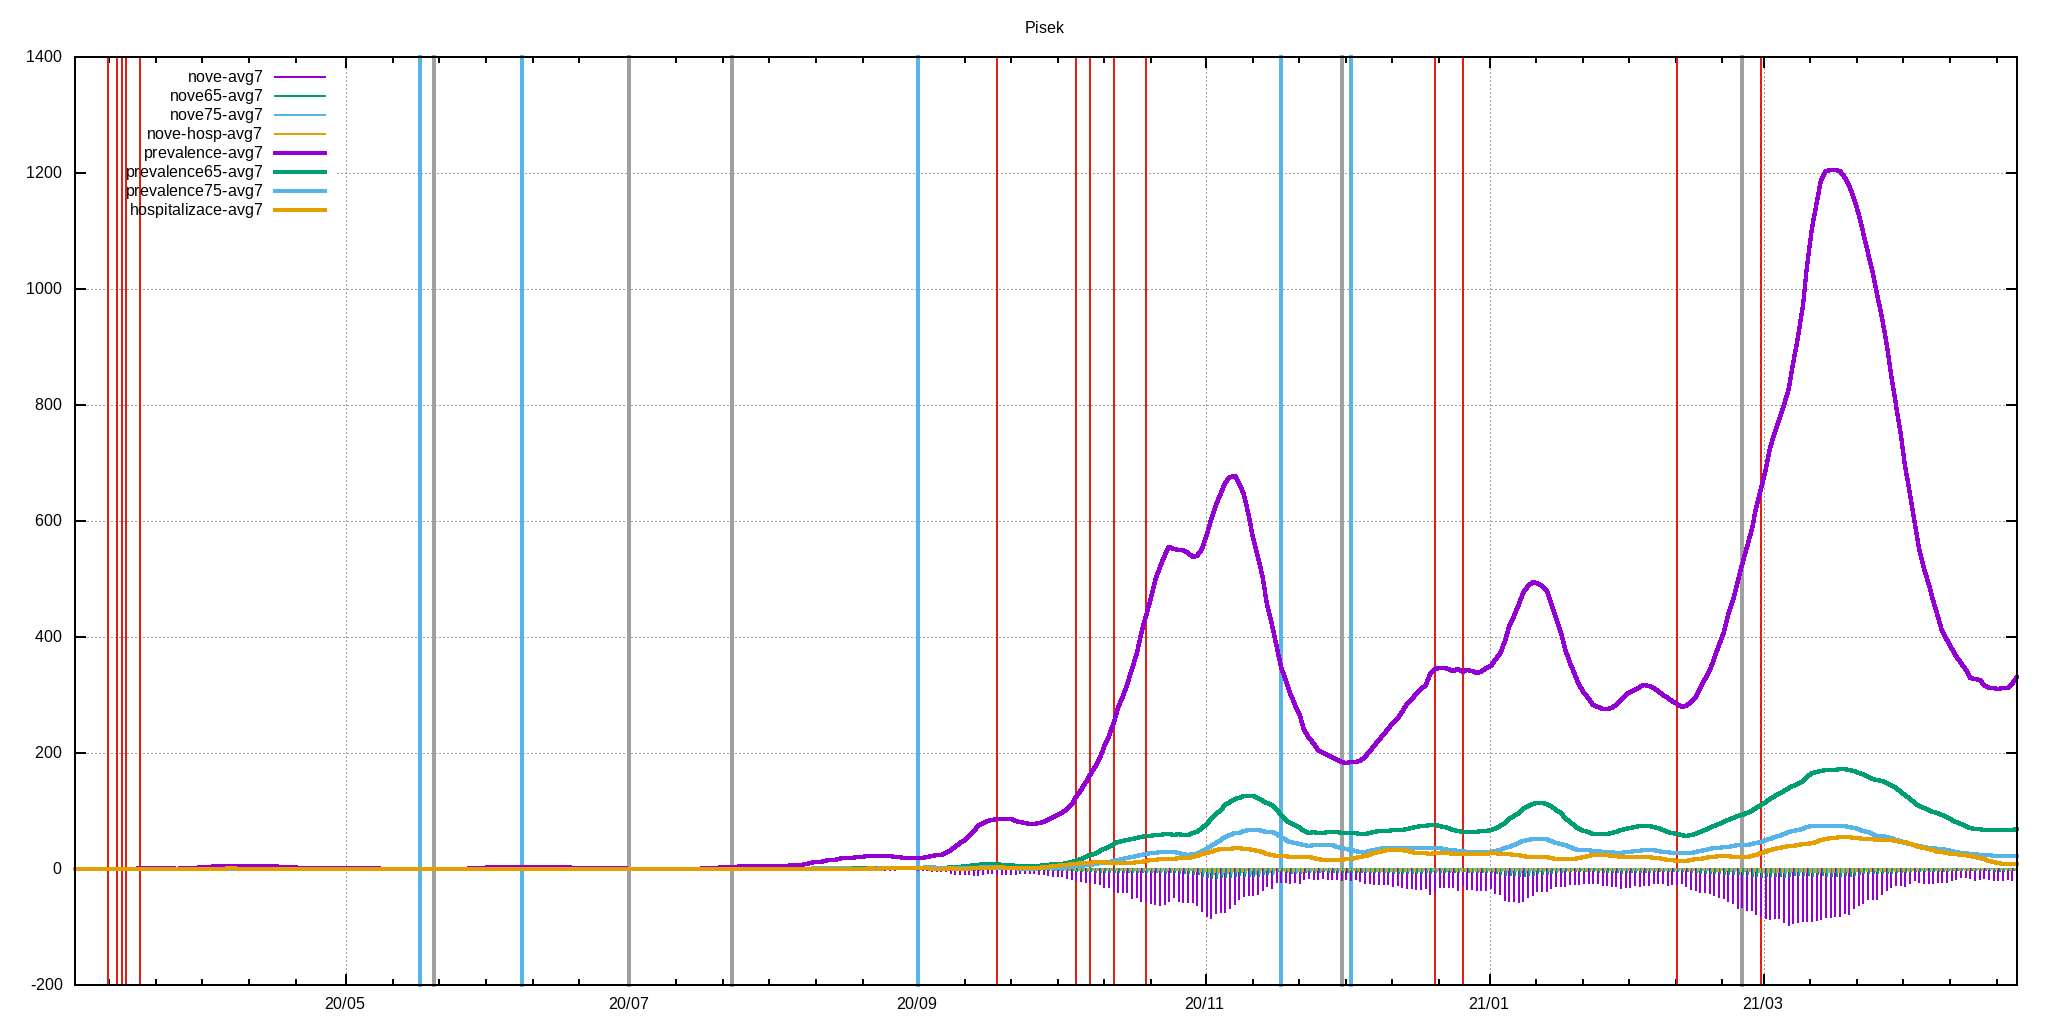 Pisek
1400
1200
1000
800
600
400
200
0
-200
nove-avg7
nove65-avg7
nove75-avg7
nove-hosp-avg7
prevalence-avg7
prevalence65-avg7
prevalence75-avg7
hospitalizace-avg7
20/05 20/07 20/09 20/11 21/01 21/03